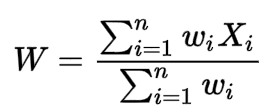 W = \frac{\sum_{i=1}^{n} w_i X_i}{\sum_{i=1}^{n} w_i}